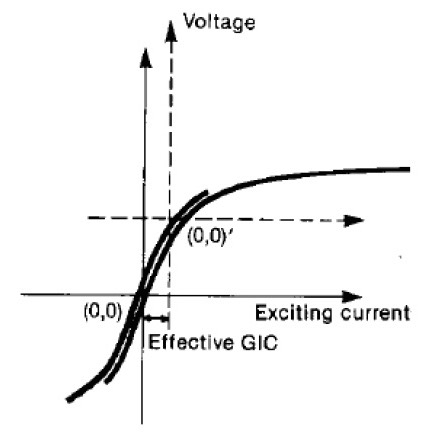 Voltage
(0,0)'
(0,0)
Exciting current
Effective GIC